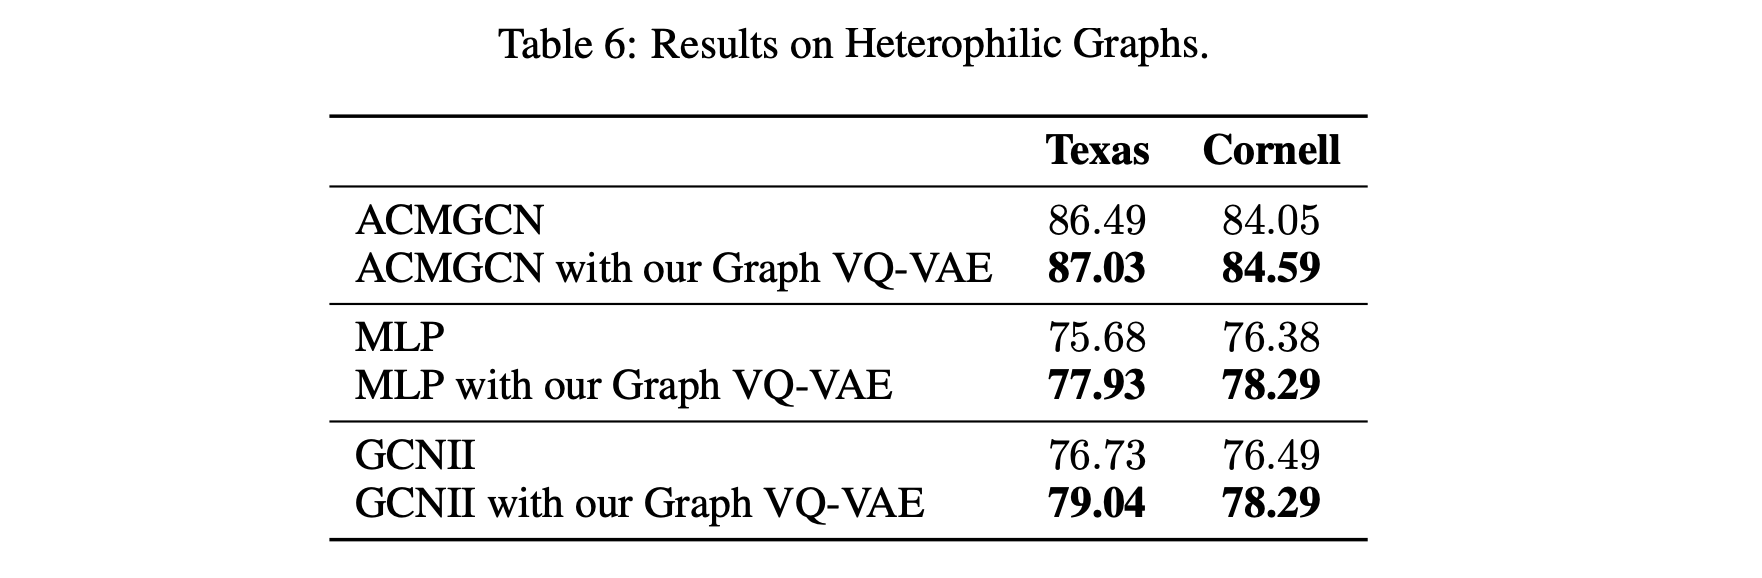 Table 6: Results on Heterophilic Graphs.
Texas Cornell
ACMGCN 86.49 84.05
ACMGCN with our Graph VQ-VAE 87.03 84.59
MLP 75.68 76.38
MLP with our Graph VQ-VAE 77.93 78.29
GCNII 76.73 76.49
GCNII with our Graph VQ-VAE 79.04 78.29